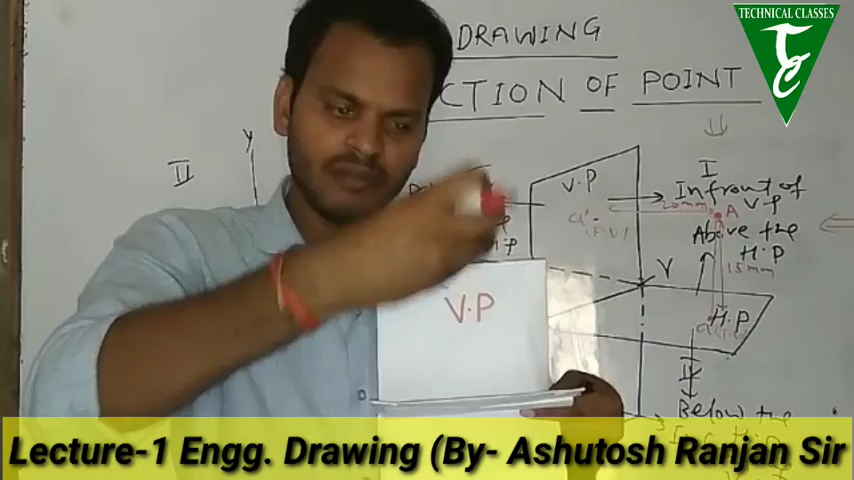 TECHNICAL CLASSES
DRAWING
CTION OF POINT
Y
II
I
V.P
Infront of
V.P
20mm
A
a'
(F.V)
Above the
H.P
15mm
V.P
Y
H.P
IV
Below the
Lecture-1 Engg. Drawing (By- Ashutosh Ranjan Sir